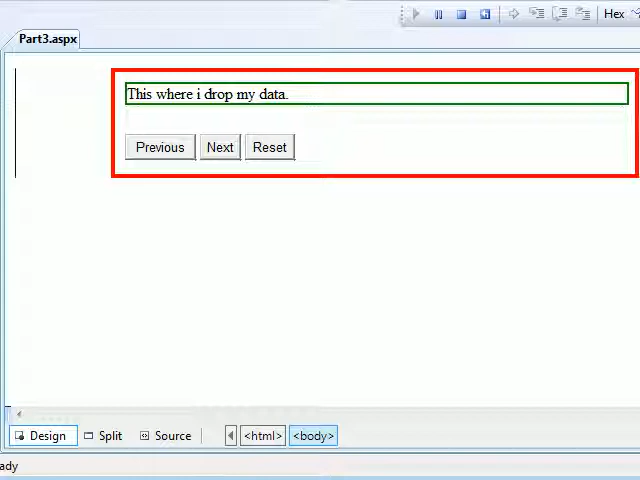 Hex
Part3.aspx
This where i drop my data.
Previous Next Reset
Design Split Source <html> <body>
ady